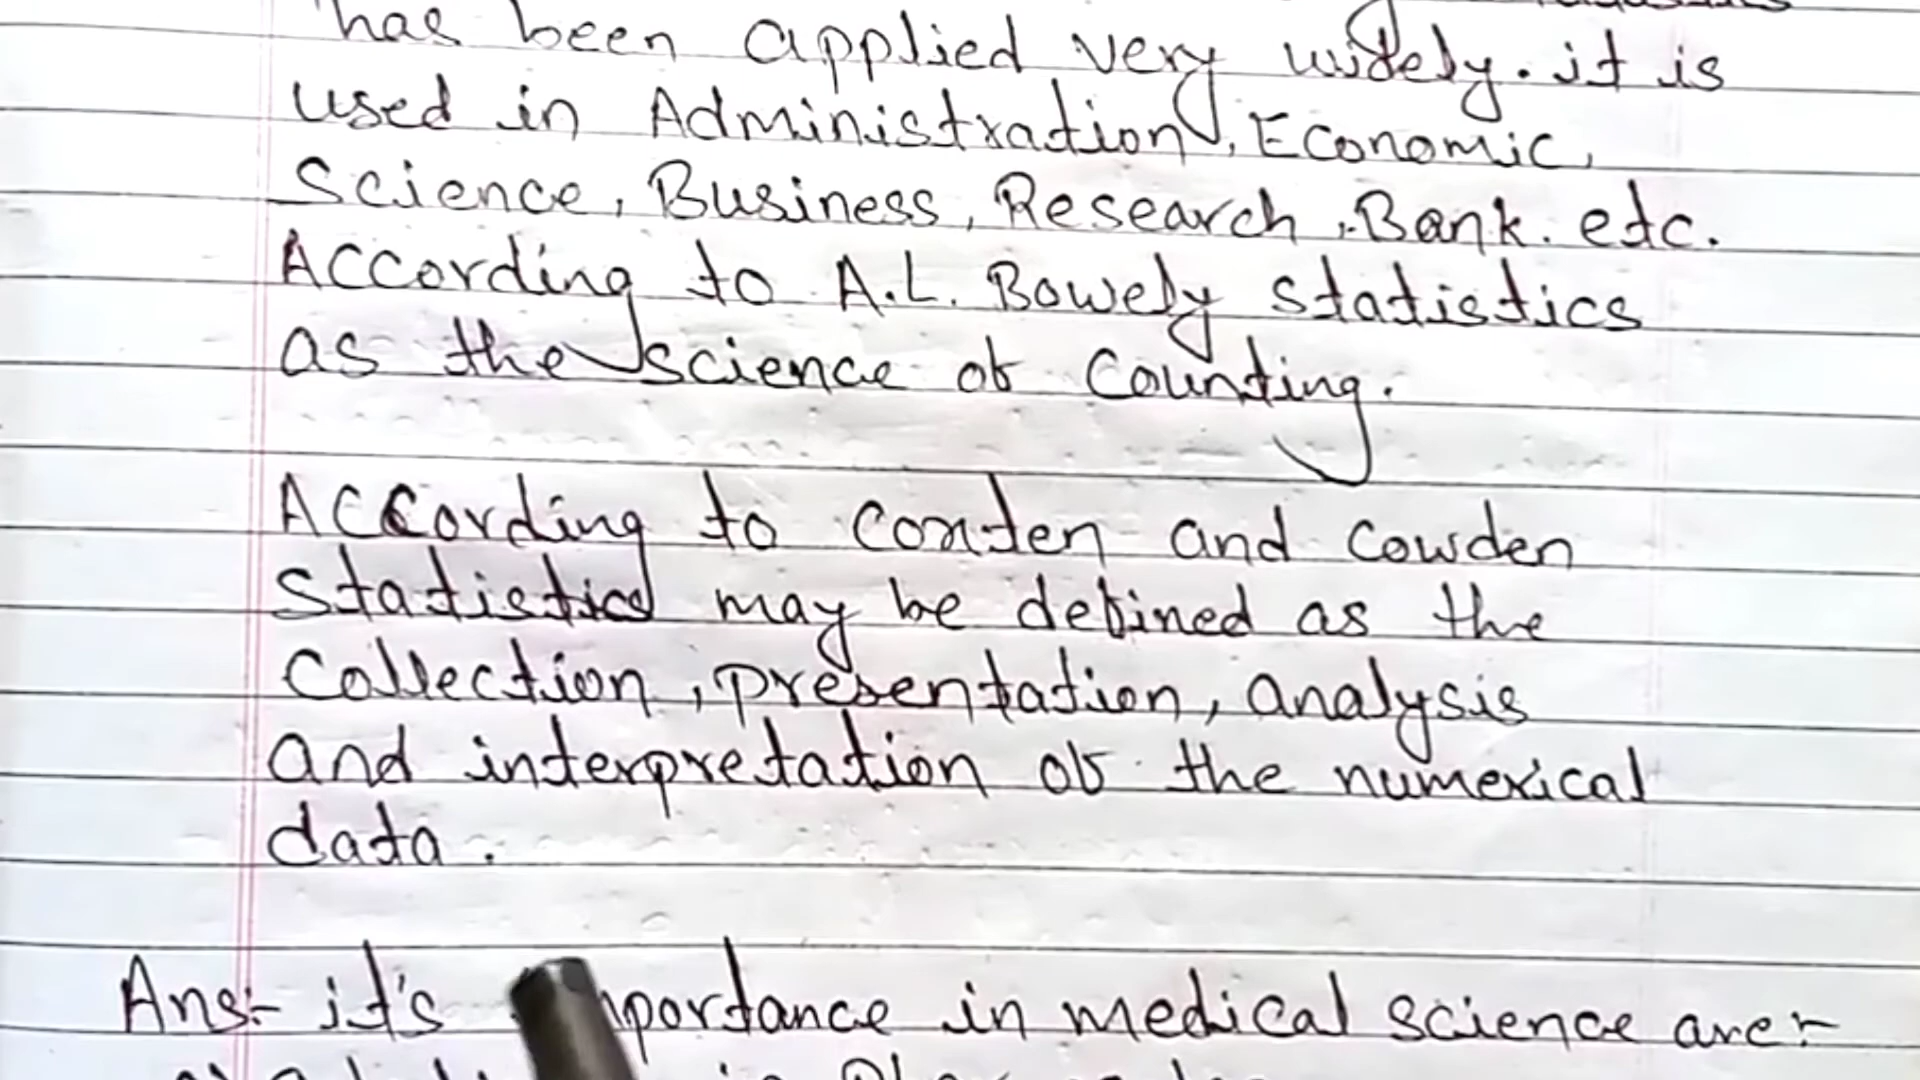 has been applied very widely. it is
used in Administration, Economic,
Science, Business, Research, Bank. etc.
According to A.L. Bowely statistics
as the science of Counting.
According to Coxten and Cowden
Statistics may be defined as the
Collection, presentation, analysis
and interpretation of the numerical
data.
Ans:- it's importance in medical science are:-